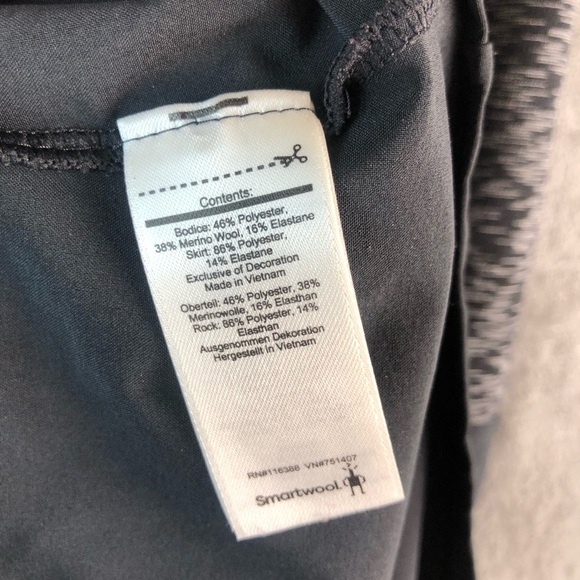 Contents:
Bodice: 46% Polyester,
38% Merino Wool, 16% Elastane
Skirt: 86% Polyester,
14% Elastane
Exclusive of Decoration
Made in Vietnam
Oberteil: 46% Polyester, 38%
Merinowolle, 16% Elasthan
Rock: 86% Polyester, 14%
Elasthan
Ausgenommen Dekoration
Hergestellt in Vietnam
RN#116388 VN#751407
Smartwool.